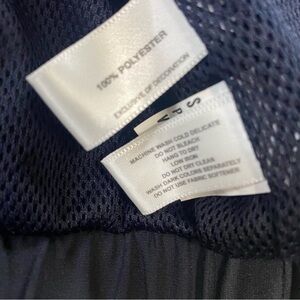 100% POLYESTER
EXCLUSIVE OF DECORATION
S P
MACHINE WASH COLD DELICATE
DO NOT BLEACH
HANG TO DRY
LOW IRON
DO NOT DRY CLEAN
WASH DARK COLORS SEPARATELY
DO NOT USE FABRIC SOFTENER